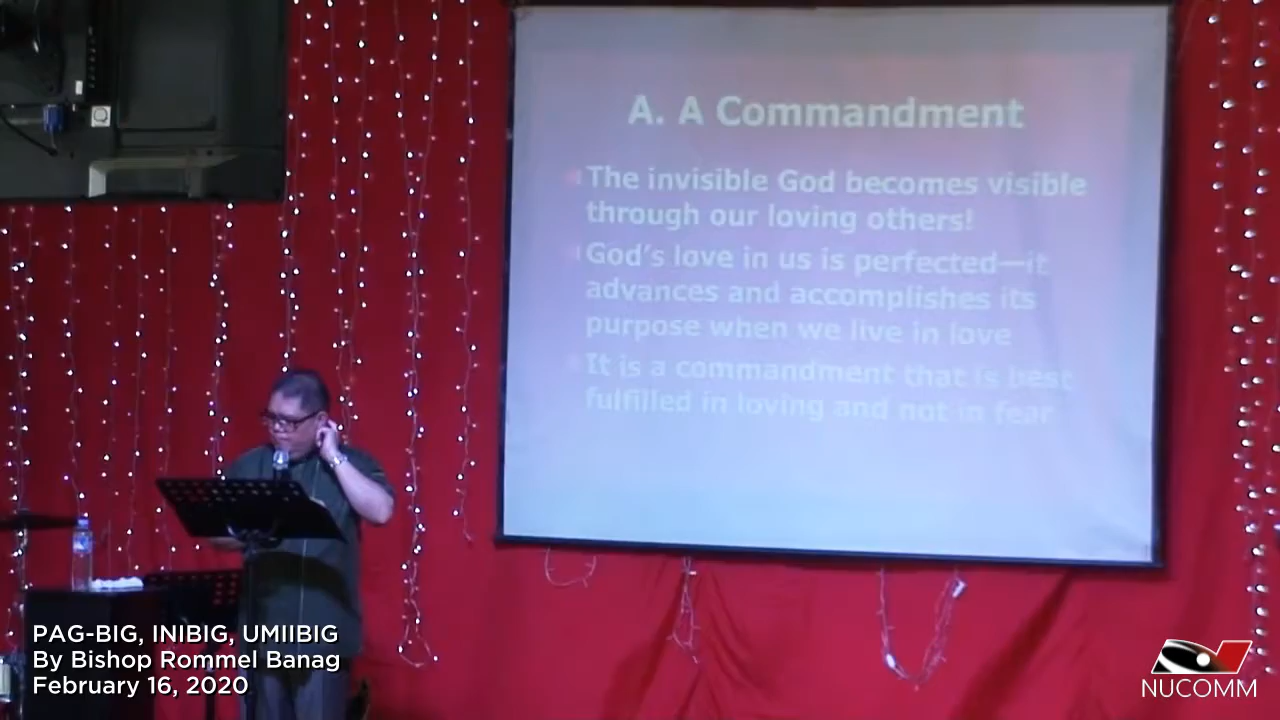 A. A Commandment
The invisible God becomes visible
through our loving others!
God's love in us is perfected—it
advances and accomplishes its
purpose when we live in love
It is a commandment that is best
fulfilled in loving and not in fear
PAG-BIG, INIBIG, UMIIBIG
By Bishop Rommel Banag
February 16, 2020
NUCOMM